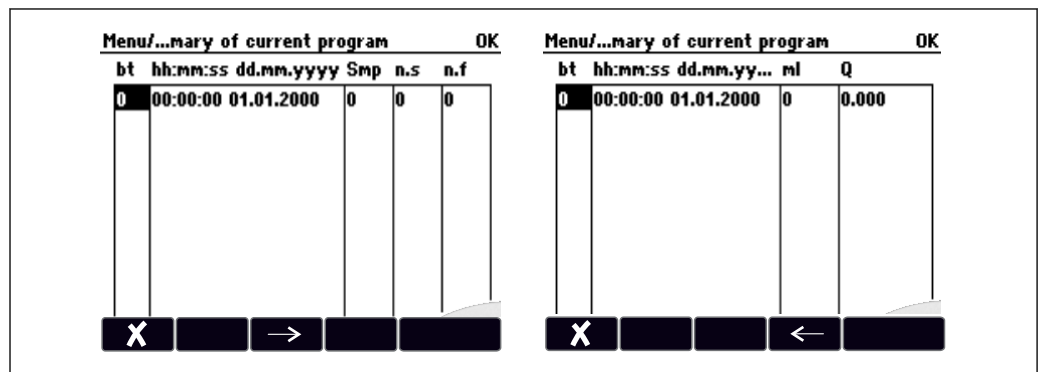 Menu/...mary of current program OK
bt hh:mm:ss dd.mm.yyyy Smp n.s n.f
0 00:00:00 01.01.2000 0 0 0
X →
Menu/...mary of current program OK
bt hh:mm:ss dd.mm.yy... ml Q
0 00:00:00 01.01.2000 0 0.000
X ←